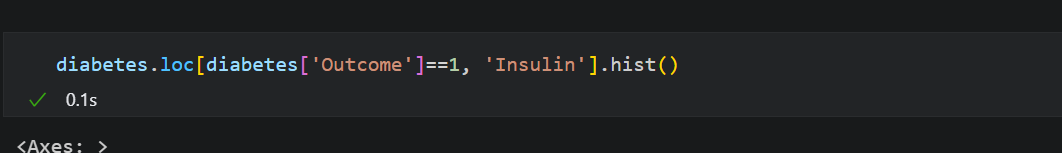 diabetes.loc[diabetes['Outcome']==1, 'Insulin'].hist()
0.1s
<Axes: >